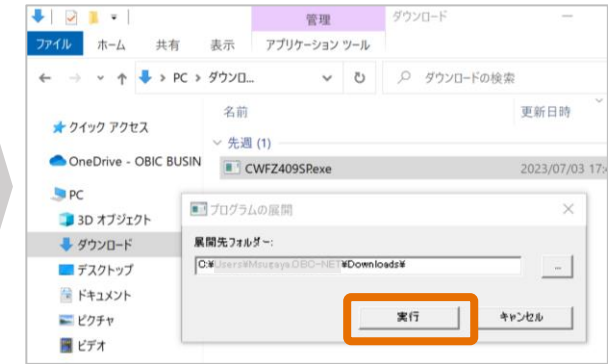 管理
ダウンロード
ファイル ホーム 共有 表示 アプリケーション ツール
PC > ダウンロ... ダウンロードの検索
名前 更新日時
クイック アクセス
先週 (1)
OneDrive - OBIC BUSIN
CWFZ409SP.exe 2023/07/03 17:
PC
プログラムの展開
3D オブジェクト
ダウンロード
展開先フォルダー:
C:¥Users¥Msugaya.OBC-NET¥Downloads¥ ...
デスクトップ
ドキュメント
実行 キャンセル
ピクチャ
ビデオ